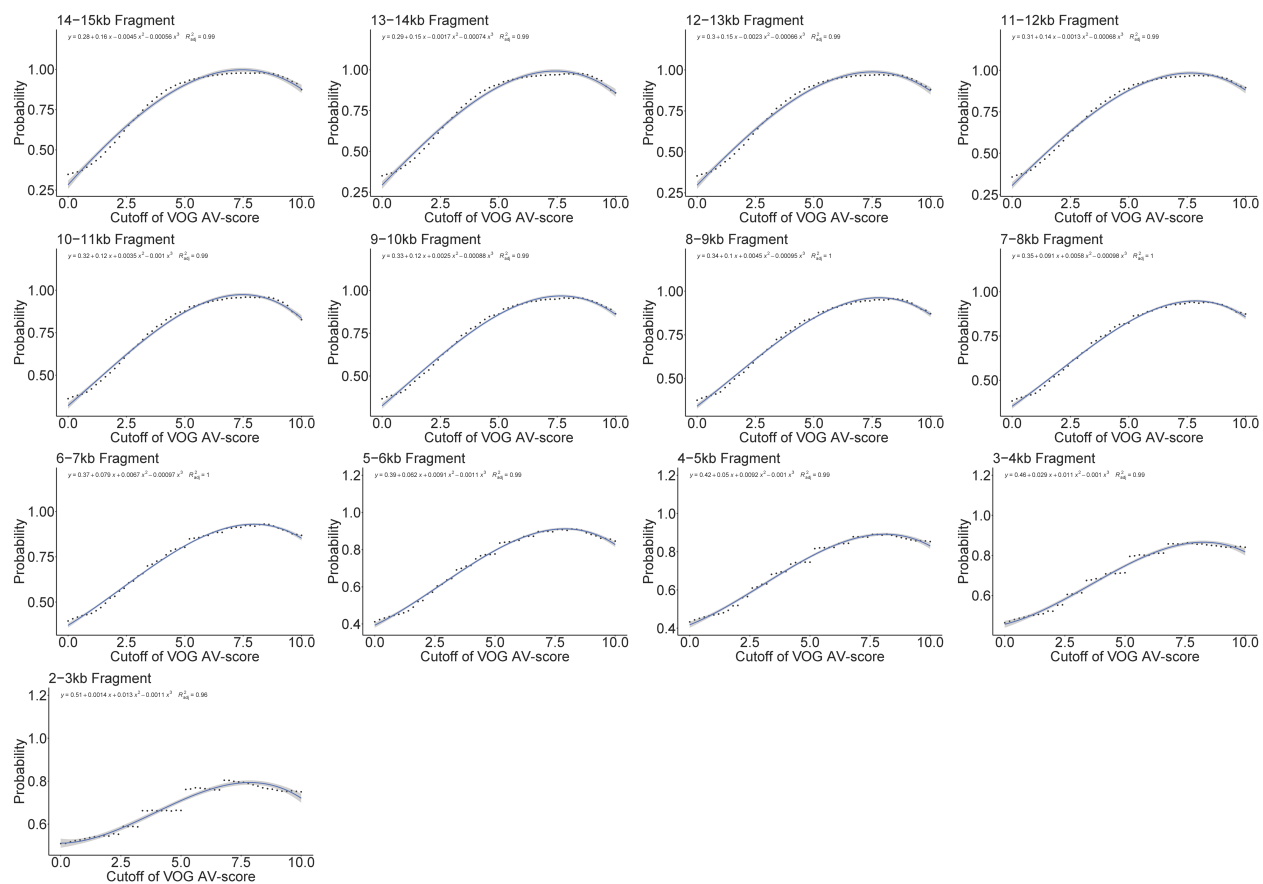 14−15kb Fragment
y = 0.28 + 0.16 x − 0.0045 x² − 0.00056 x³ R²adj = 0.99
1.00
0.75
0.50
0.25
Probability
0.0 2.5 5.0 7.5 10.0
Cutoff of VOG AV-score
13−14kb Fragment
y = 0.29 + 0.15 x − 0.0017 x² − 0.00074 x³ R²adj = 0.99
1.00
0.75
0.50
0.25
Probability
0.0 2.5 5.0 7.5 10.0
Cutoff of VOG AV-score
12−13kb Fragment
y = 0.3 + 0.15 x − 0.0023 x² − 0.00066 x³ R²adj = 0.99
1.00
0.75
0.50
0.25
Probability
0.0 2.5 5.0 7.5 10.0
Cutoff of VOG AV-score
11−12kb Fragment
y = 0.31 + 0.14 x − 0.0013 x² − 0.00068 x³ R²adj = 0.99
1.00
0.75
0.50
0.25
Probability
0.0 2.5 5.0 7.5 10.0
Cutoff of VOG AV-score
10−11kb Fragment
y = 0.32 + 0.12 x + 0.0035 x² − 0.001 x³ R²adj = 0.99
1.00
0.75
0.50
Probability
0.0 2.5 5.0 7.5 10.0
Cutoff of VOG AV-score
9−10kb Fragment
y = 0.33 + 0.12 x + 0.0025 x² − 0.00088 x³ R²adj = 0.99
1.00
0.75
0.50
Probability
0.0 2.5 5.0 7.5 10.0
Cutoff of VOG AV-score
8−9kb Fragment
y = 0.34 + 0.1 x + 0.0045 x² − 0.00095 x³ R²adj = 1
1.00
0.75
0.50
Probability
0.0 2.5 5.0 7.5 10.0
Cutoff of VOG AV-score
7−8kb Fragment
y = 0.35 + 0.091 x + 0.0058 x² − 0.00098 x³ R²adj = 1
1.00
0.75
0.50
Probability
0.0 2.5 5.0 7.5 10.0
Cutoff of VOG AV-score
6−7kb Fragment
y = 0.37 + 0.079 x + 0.0067 x² − 0.00097 x³ R²adj = 1
1.00
0.75
0.50
Probability
0.0 2.5 5.0 7.5 10.0
Cutoff of VOG AV-score
5−6kb Fragment
y = 0.39 + 0.062 x + 0.0091 x² − 0.0011 x³ R²adj = 0.99
1.2
1.0
0.8
0.6
0.4
Probability
0.0 2.5 5.0 7.5 10.0
Cutoff of VOG AV-score
4−5kb Fragment
y = 0.42 + 0.05 x + 0.0092 x² − 0.001 x³ R²adj = 0.99
1.2
1.0
0.8
0.6
0.4
Probability
0.0 2.5 5.0 7.5 10.0
Cutoff of VOG AV-score
3−4kb Fragment
y = 0.46 + 0.029 x + 0.011 x² − 0.001 x³ R²adj = 0.99
1.2
1.0
0.8
0.6
Probability
0.0 2.5 5.0 7.5 10.0
Cutoff of VOG AV-score
2−3kb Fragment
y = 0.51 + 0.0014 x + 0.013 x² − 0.0011 x³ R²adj = 0.96
1.2
1.0
0.8
0.6
Probability
0.0 2.5 5.0 7.5 10.0
Cutoff of VOG AV-score